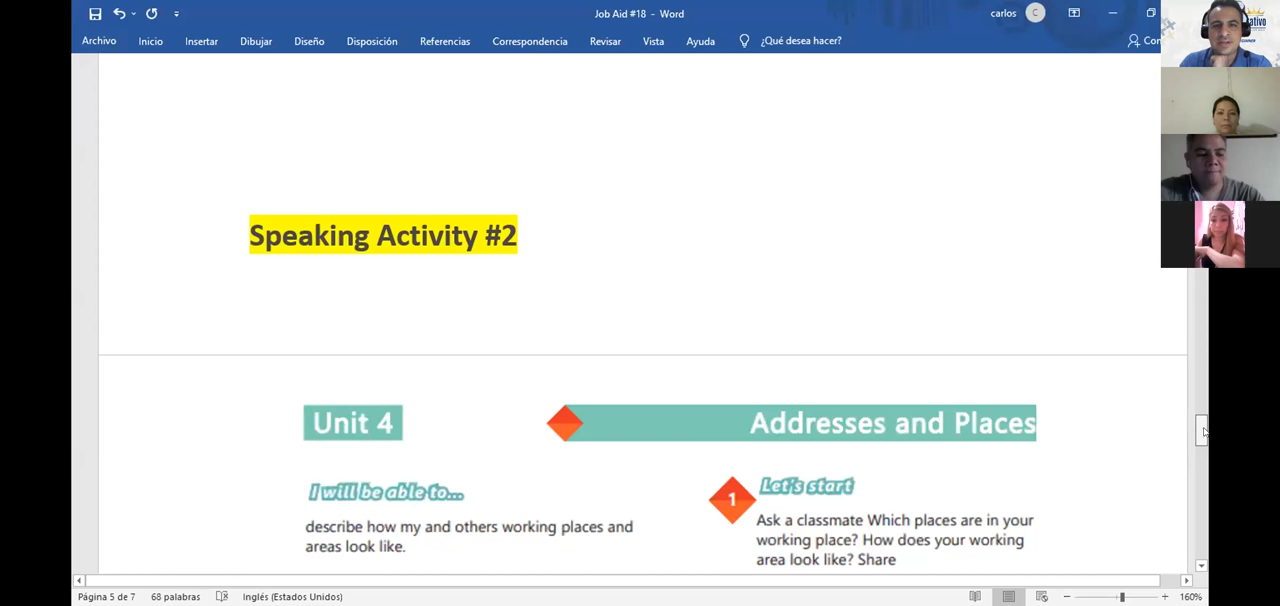 Job Aid #18 - Word
carlos
C
Archivo Inicio Insertar Dibujar Diseño Disposición Referencias Correspondencia Revisar Vista Ayuda ¿Qué desea hacer?
Speaking Activity #2
Unit 4
Addresses and Places
I will be able to...
describe how my and others working places and
areas look like.
1
Let's start
Ask a classmate Which places are in your
working place? How does your working
area look like? Share
Página 5 de 7 68 palabras Inglés (Estados Unidos) 160%